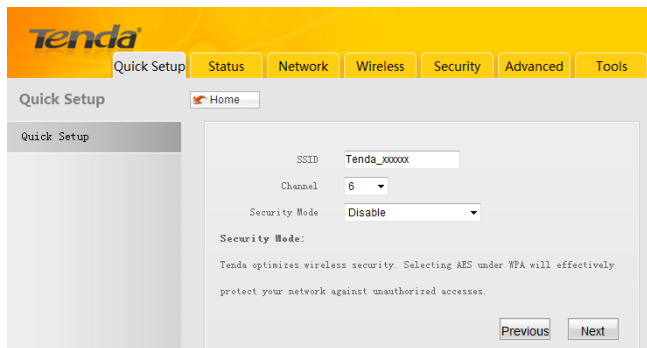 Tenda
Quick Setup Status Network Wireless Security Advanced Tools
Quick Setup Home
Quick Setup
SSID Tenda_xxxxxx
Channel 6
Security Mode Disable
Security Mode:
Tenda optimizes wireless security. Selecting AES under WPA will effectively
protect your network against unauthorized accesses.
Previous Next